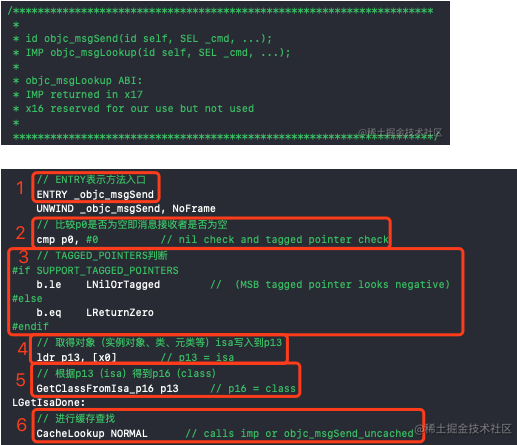 /******************************************************************
*
* id objc_msgSend(id self, SEL _cmd, ...);
* IMP objc_msgLookup(id self, SEL _cmd, ...);
*
* objc_msgLookup ABI:
* IMP returned in x17
* x16 reserved for our use but not used
*
******************************************************************/
@稀土掘金技术社区
1 // ENTRY表示方法入口
ENTRY _objc_msgSend
UNWIND _objc_msgSend, NoFrame
// 比较p0是否为空即消息接收者是否为空
2 cmp p0, #0 // nil check and tagged pointer check
3 // TAGGED_POINTERS判断
#if SUPPORT_TAGGED_POINTERS
b.le LNilOrTagged // (MSB tagged pointer looks negative)
#else
b.eq LReturnZero
#endif
4 // 取得对象（实例对象、类、元类等）isa写入到p13
ldr p13, [x0] // p13 = isa
5 // 根据p13（isa）得到p16（class）
GetClassFromIsa_p16 p13 // p16 = class
LGetIsaDone:
6 // 进行缓存查找
CacheLookup NORMAL // calls imp or objc_msgSend_uncached
@稀土掘金技术社区